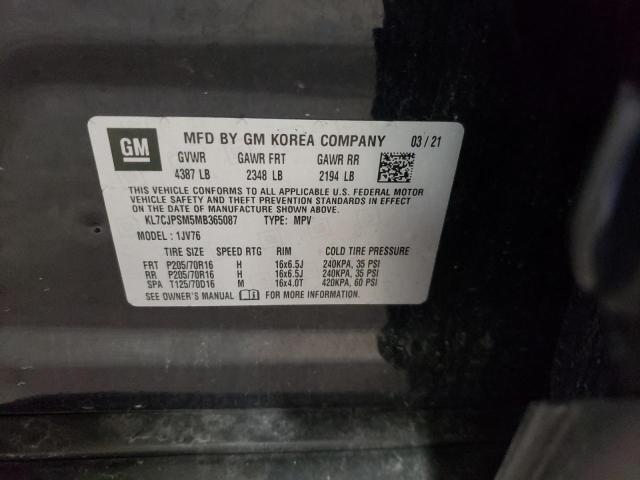 GM MFD BY GM KOREA COMPANY 03/21
GVWR GAWR FRT GAWR RR
4387 LB 2348 LB 2194 LB
THIS VEHICLE CONFORMS TO ALL APPLICABLE U.S. FEDERAL MOTOR
VEHICLE SAFETY, BUMPER, AND THEFT PREVENTION STANDARDS IN
EFFECT ON THE DATE OF MANUFACTURE SHOWN ABOVE.
KL7CJPSM5MB365087 TYPE: MPV
MODEL: 1JV76
TIRE SIZE SPEED RTG RIM COLD TIRE PRESSURE
FRT P205/70R16 H 16x6.5J 240KPA, 35 PSI
RR P205/70R16 H 16x6.5J 240KPA, 35 PSI
SPA T125/70D16 M 16x4.0T 420KPA, 60 PSI
SEE OWNER'S MANUAL FOR MORE INFORMATION.